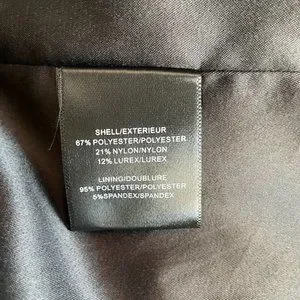 SHELL/EXTERIEUR
67% POLYESTER/POLYESTER
21% NYLON/NYLON
12% LUREX/LUREX
LINING/DOUBLURE
95% POLYESTER/POLYESTER
5%SPANDEX/SPANDEX